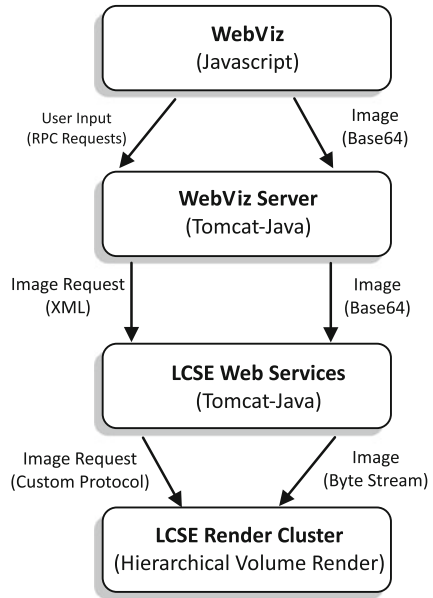 WebViz
(Javascript)
User Input
(RPC Requests)
Image
(Base64)
WebViz Server
(Tomcat-Java)
Image Request
(XML)
Image
(Base64)
LCSE Web Services
(Tomcat-Java)
Image Request
(Custom Protocol)
Image
(Byte Stream)
LCSE Render Cluster
(Hierarchical Volume Render)